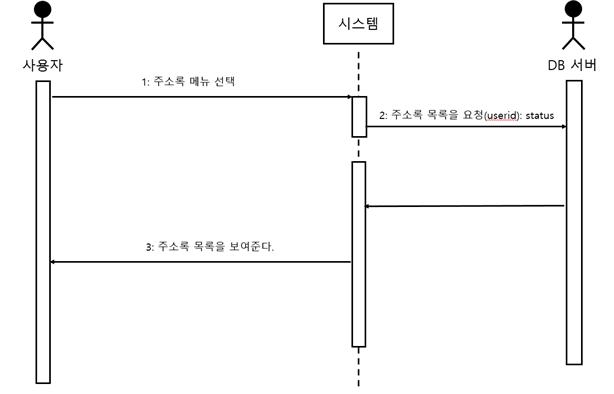 시스템
사용자
DB 서버
1: 주소록 메뉴 선택
2: 주소록 목록을 요청(userid): status
3: 주소록 목록을 보여준다.